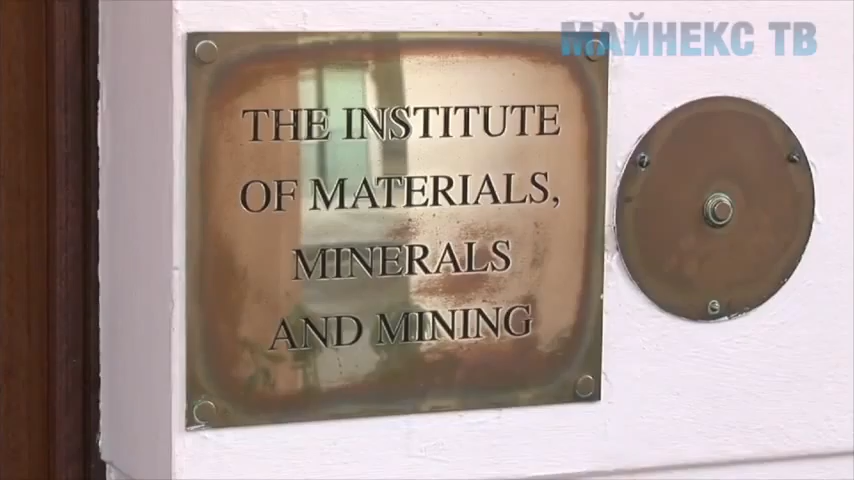 МАЙНЕКС ТВ
THE INSTITUTE
OF MATERIALS,
MINERALS
AND MINING